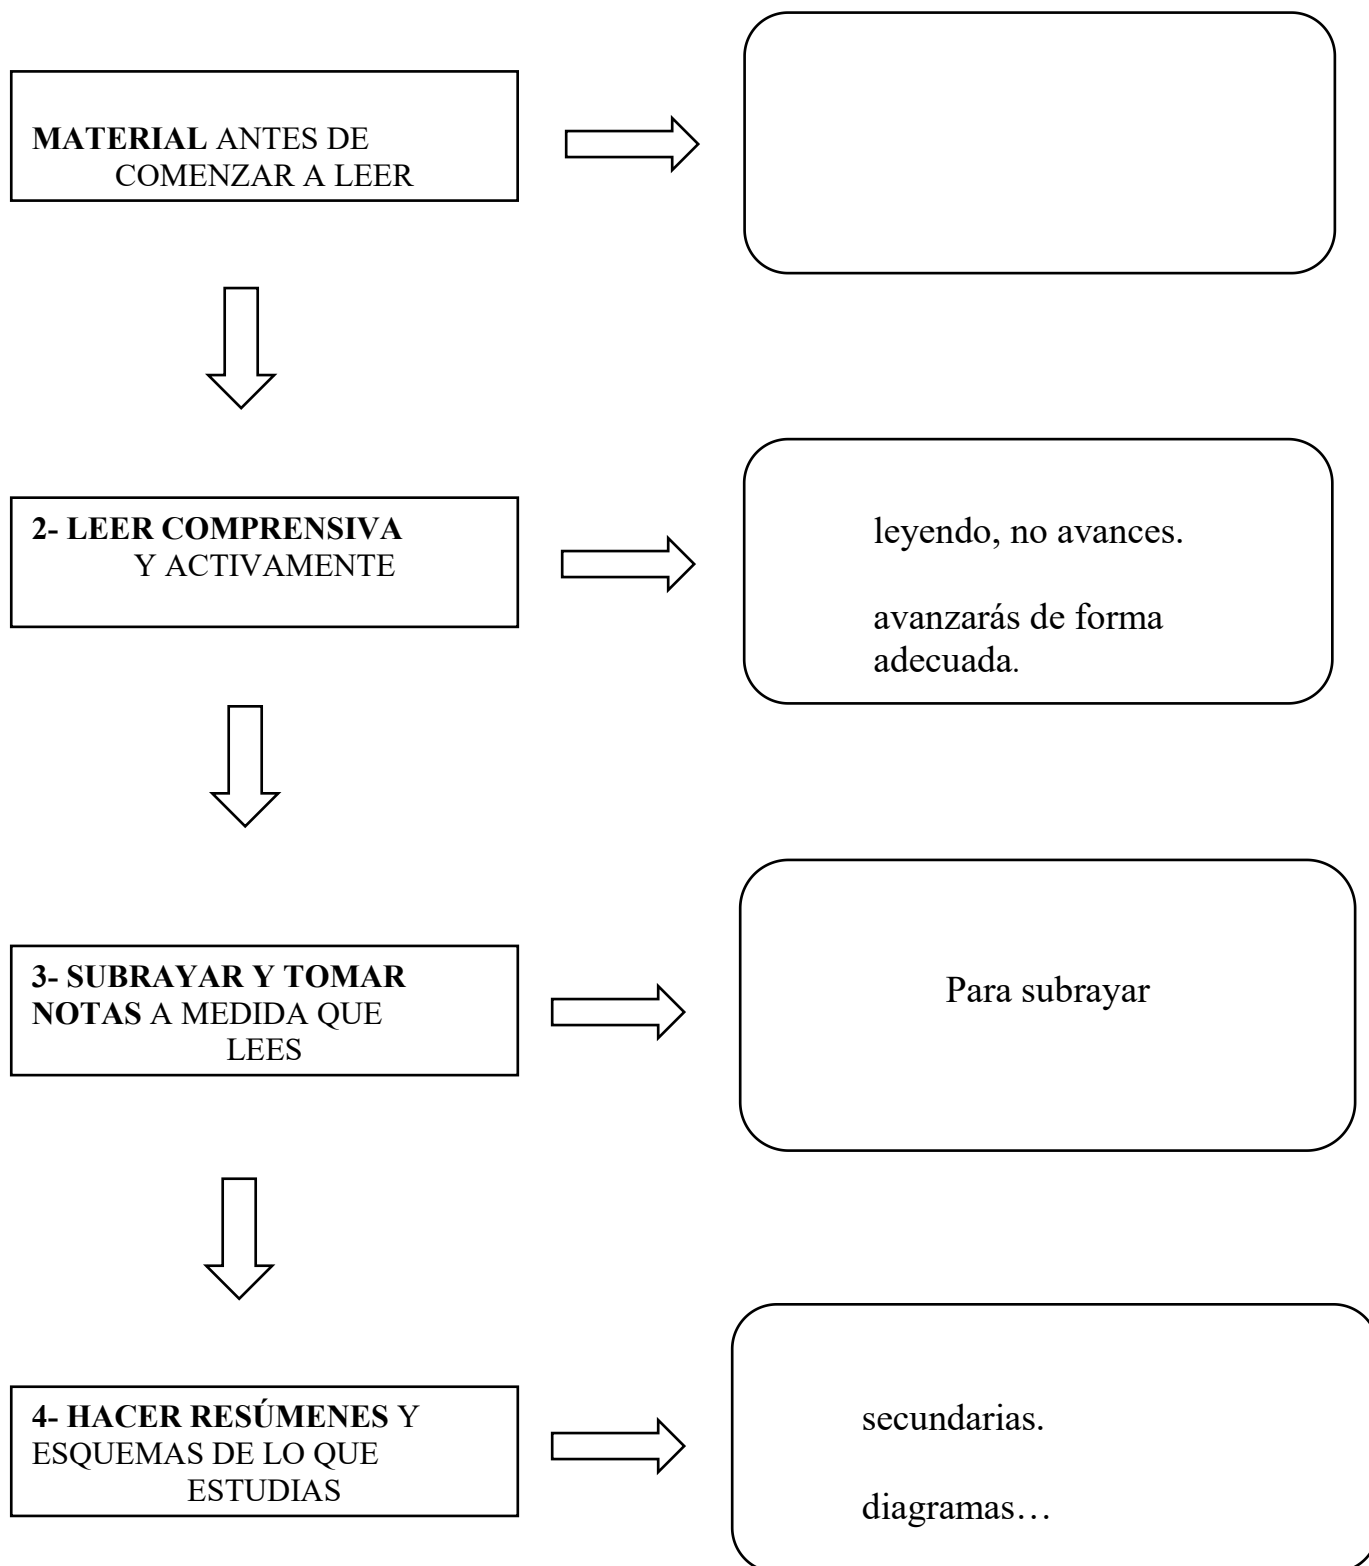 MATERIAL ANTES DE
COMENZAR A LEER
2- LEER COMPRENSIVA
Y ACTIVAMENTE
leyendo, no avances.
avanzarás de forma
adecuada.
3- SUBRAYAR Y TOMAR
NOTAS A MEDIDA QUE
LEES
Para subrayar
4- HACER RESÚMENES Y
ESQUEMAS DE LO QUE
ESTUDIAS
secundarias.
diagramas…